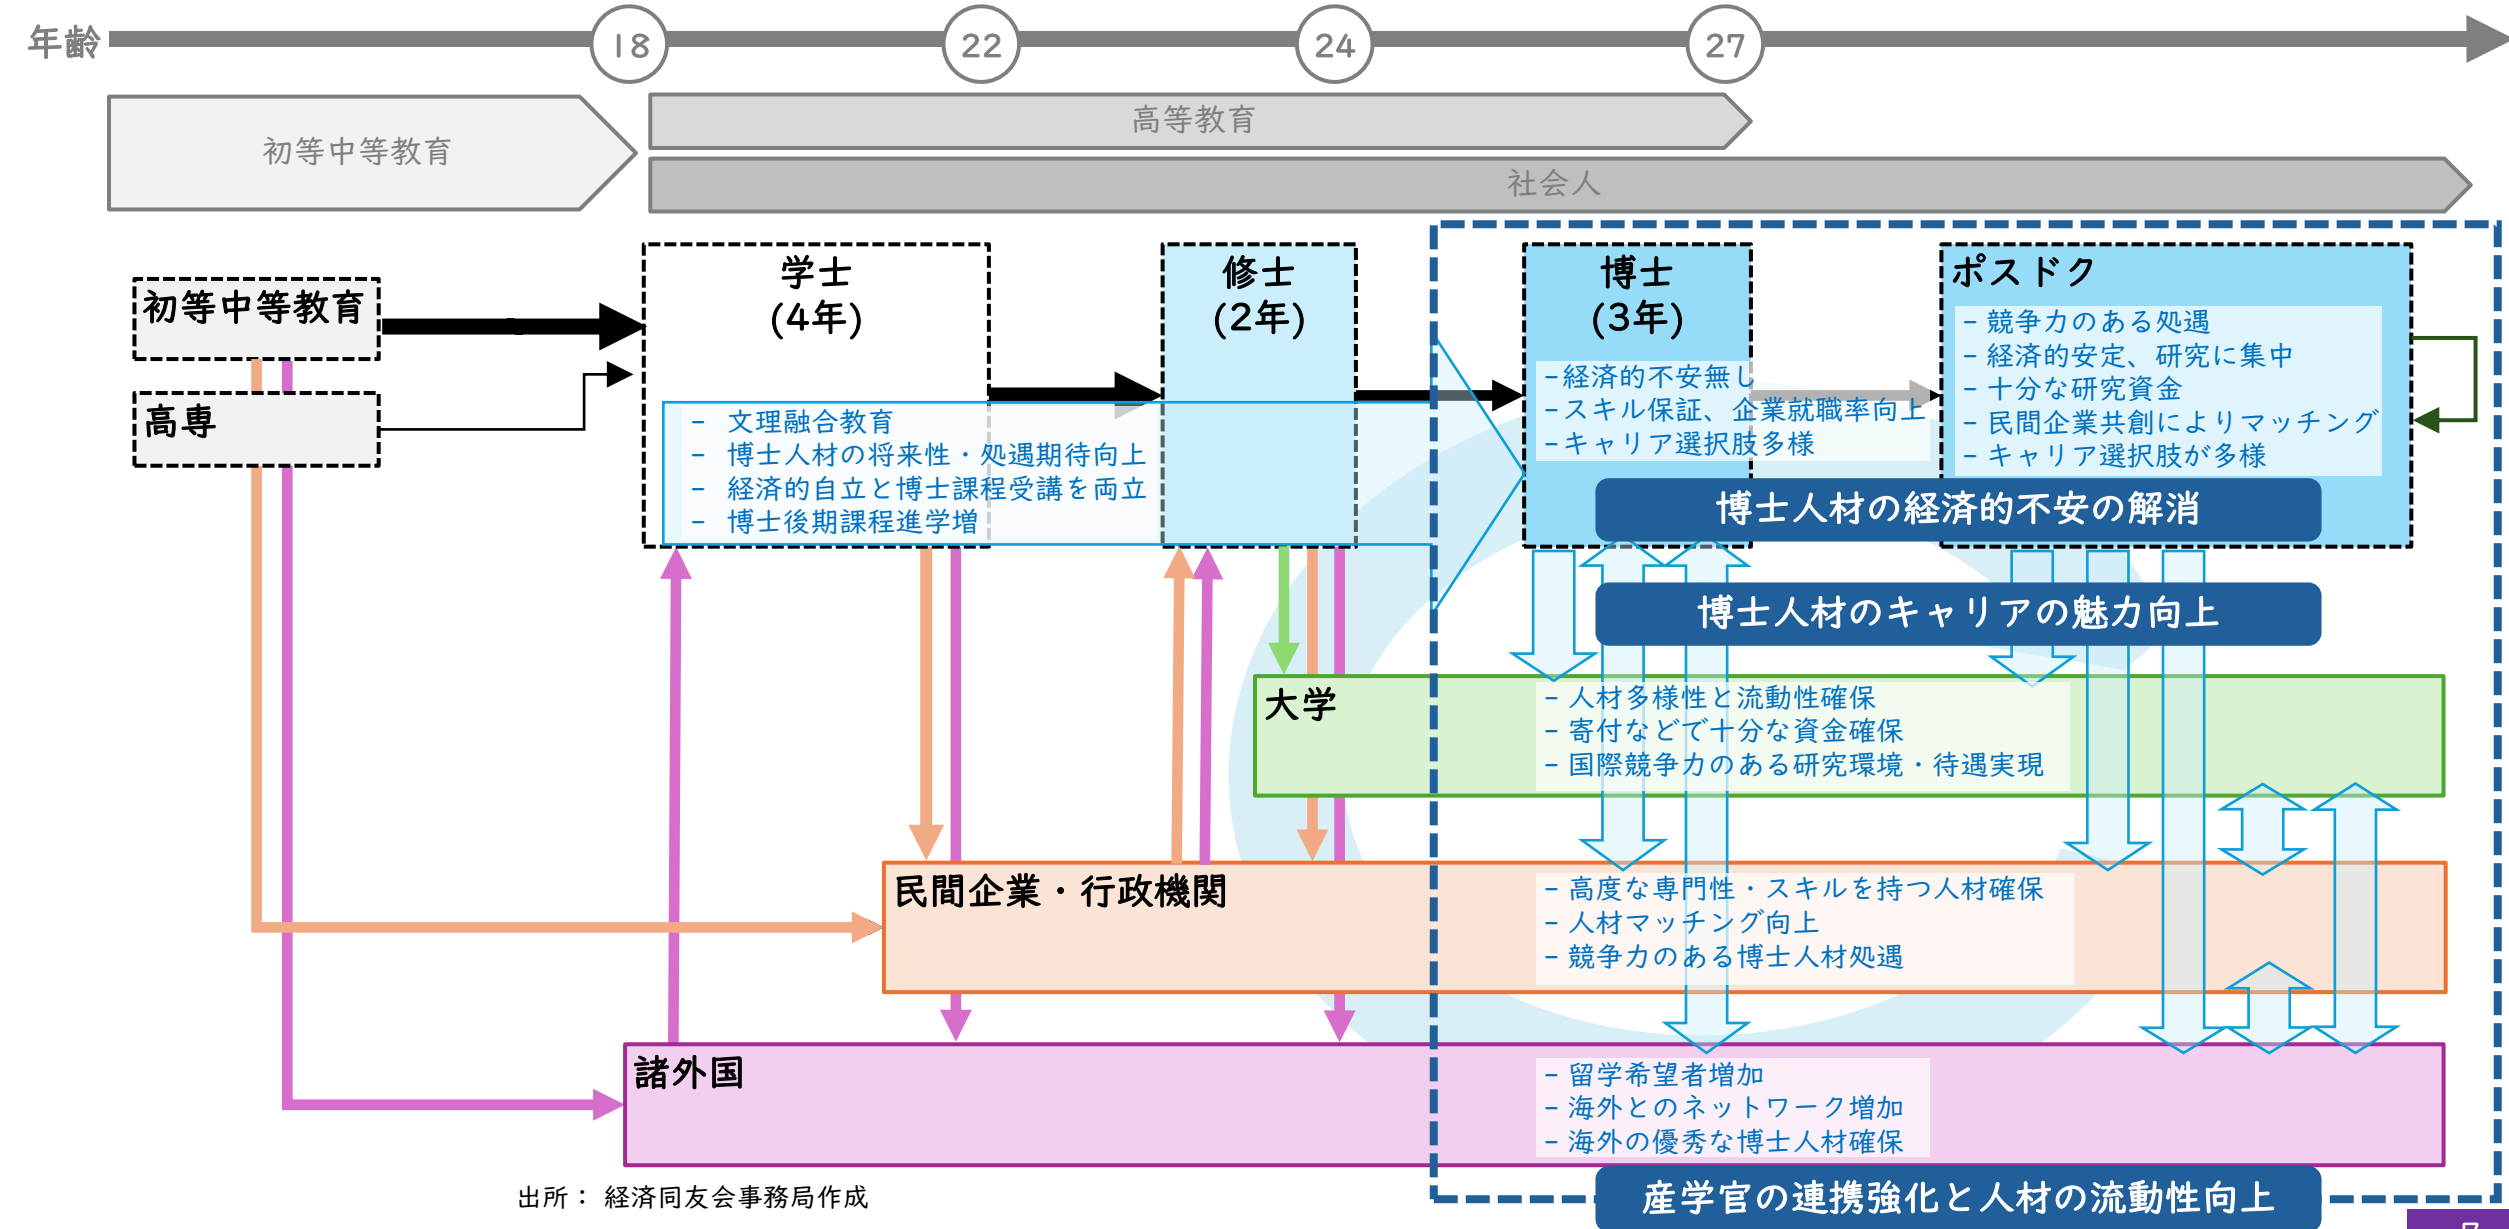 年齢
18
22
24
27
初等中等教育
高等教育
社会人
初等中等教育
高専
学士
(4年)
修士
(2年)
博士
(3年)
ポスドク
- 文理融合教育
- 博士人材の将来性・処遇期待向上
- 経済的自立と博士課程受講を両立
- 博士後期課程進学増
-経済的不安無し
-スキル保証、企業就職率向上
-キャリア選択肢多様
- 競争力のある処遇
- 経済的安定、研究に集中
- 十分な研究資金
- 民間企業共創によりマッチング
- キャリア選択肢が多様
博士人材の経済的不安の解消
博士人材のキャリアの魅力向上
大学
- 人材多様性と流動性確保
- 寄付などで十分な資金確保
- 国際競争力のある研究環境・待遇実現
民間企業・行政機関
- 高度な専門性・スキルを持つ人材確保
- 人材マッチング向上
- 競争力のある博士人材処遇
諸外国
- 留学希望者増加
- 海外とのネットワーク増加
- 海外の優秀な博士人材確保
産学官の連携強化と人材の流動性向上
出所： 経済同友会事務局作成